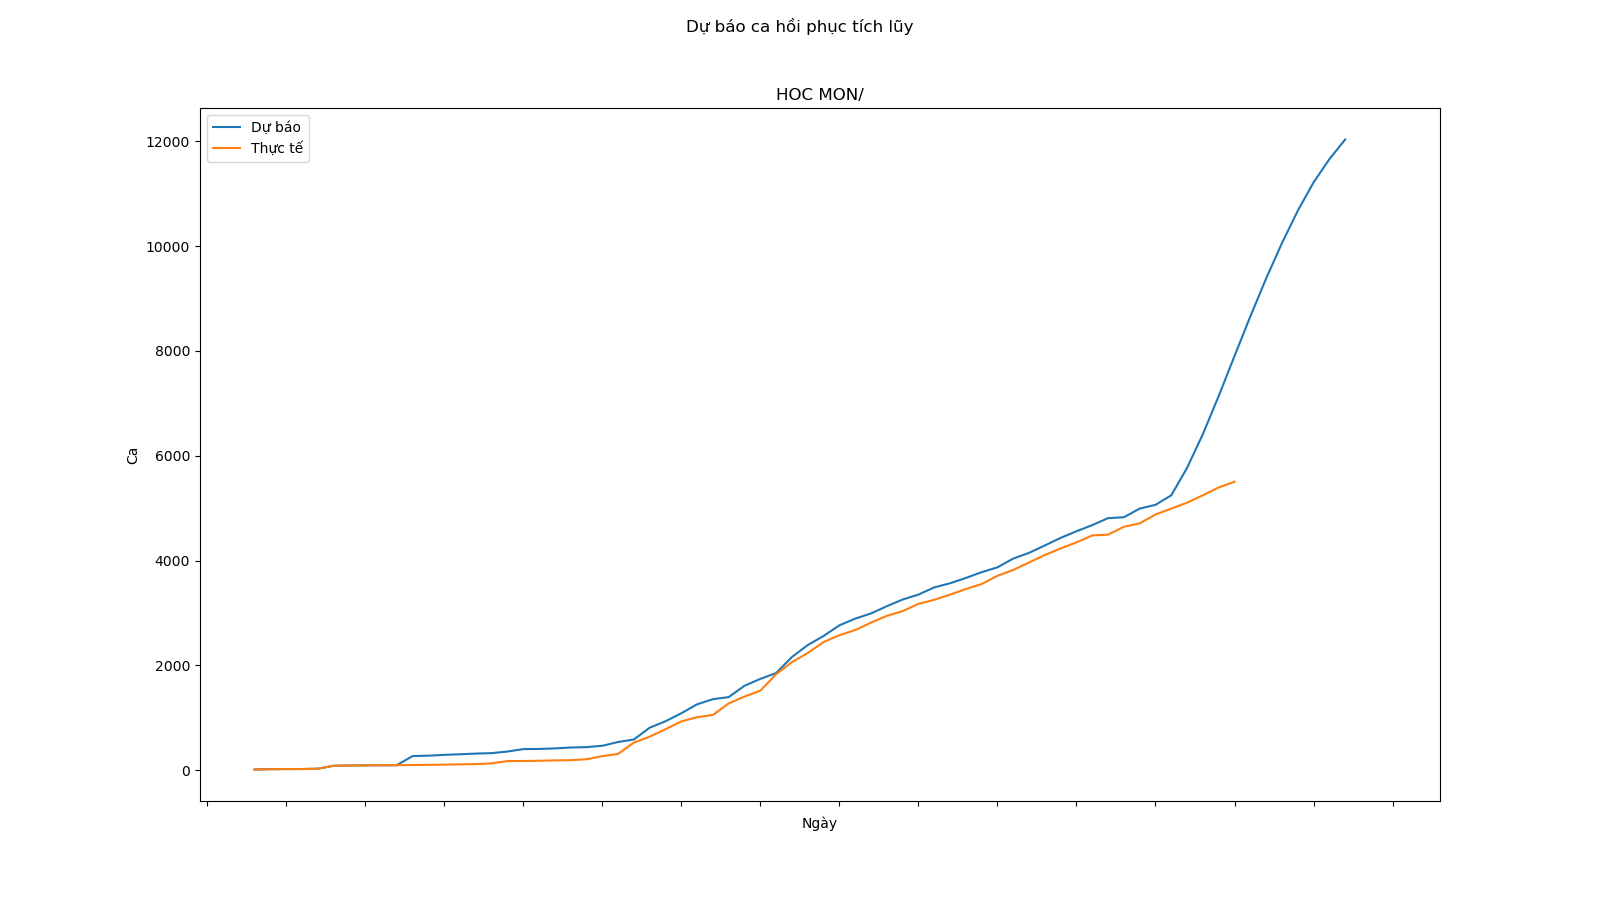 Dự báo ca hồi phục tích lũy
HOC MON/
Dự báo
Thực tế
12000
10000
8000
6000
4000
2000
0
Ca
Ngày